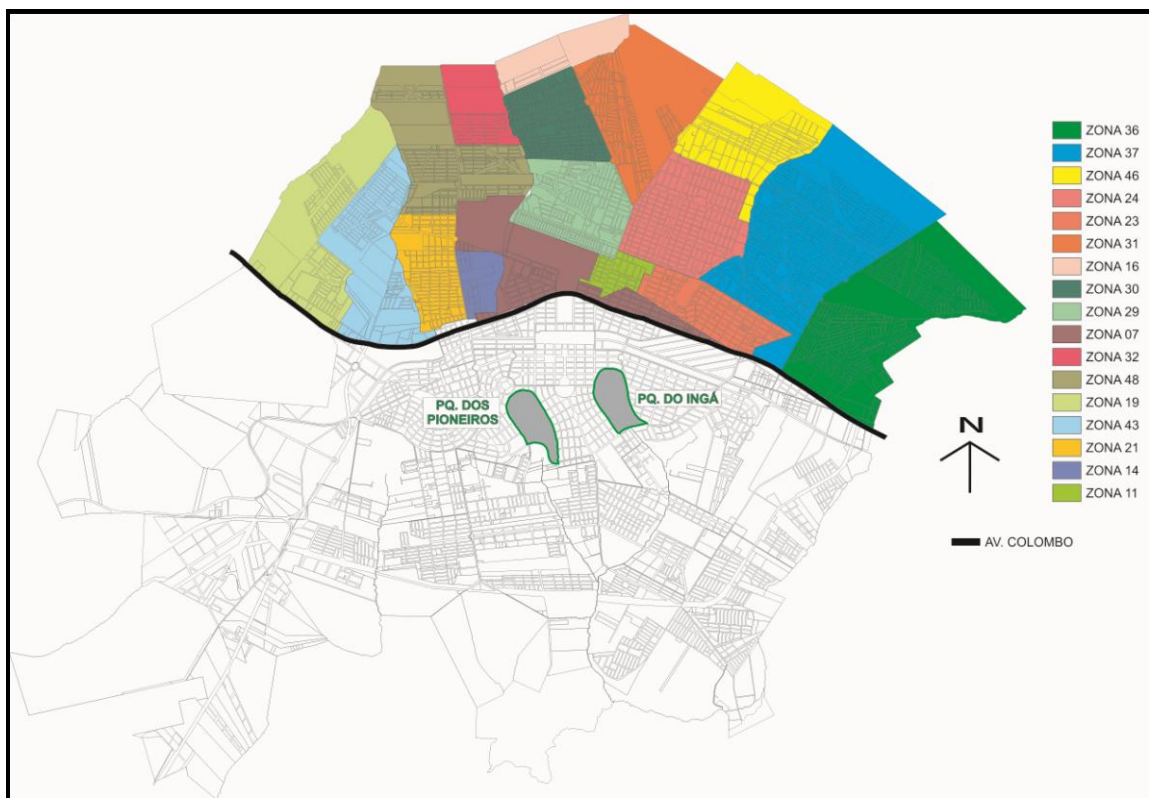 ZONA 36
ZONA 37
ZONA 46
ZONA 24
ZONA 23
ZONA 31
ZONA 16
ZONA 30
ZONA 29
ZONA 07
ZONA 32
ZONA 48
ZONA 19
ZONA 43
ZONA 21
ZONA 14
ZONA 11
PQ. DOS
PIONEIROS
PQ. DO INGÁ
N
AV. COLOMBO